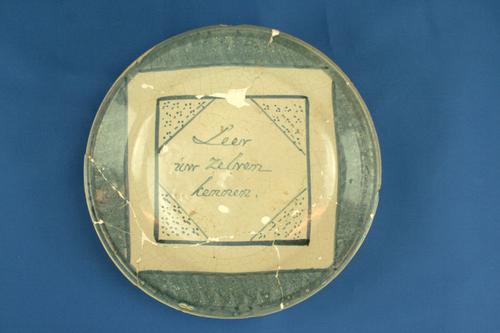 Leer
uw zelven
kennen.